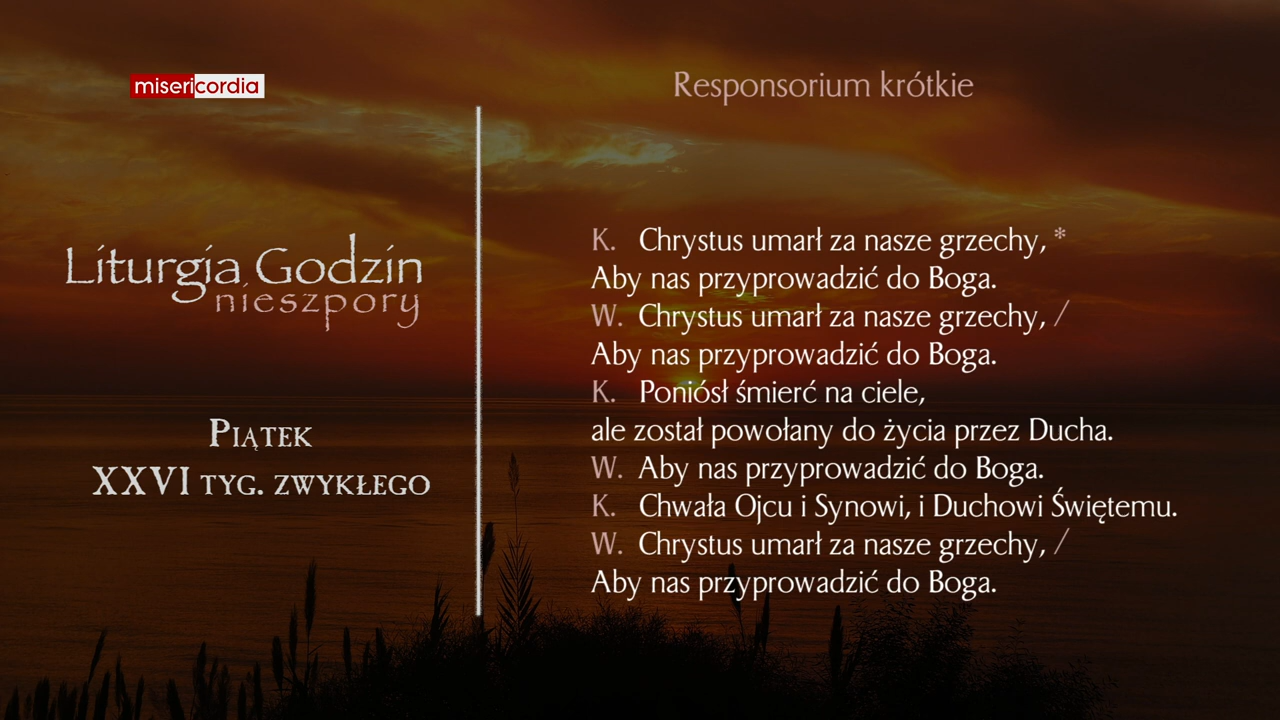 misericordia
Liturgia Godzin
nieszpory
Piątek
XXVI tyg. zwykłego
Responsorium krótkie
K. Chrystus umarł za nasze grzechy, *
Aby nas przyprowadzić do Boga.
W. Chrystus umarł za nasze grzechy, /
Aby nas przyprowadzić do Boga.
K. Poniósł śmierć na ciele,
ale został powołany do życia przez Ducha.
W. Aby nas przyprowadzić do Boga.
K. Chwała Ojcu i Synowi, i Duchowi Świętemu.
W. Chrystus umarł za nasze grzechy, /
Aby nas przyprowadzić do Boga.